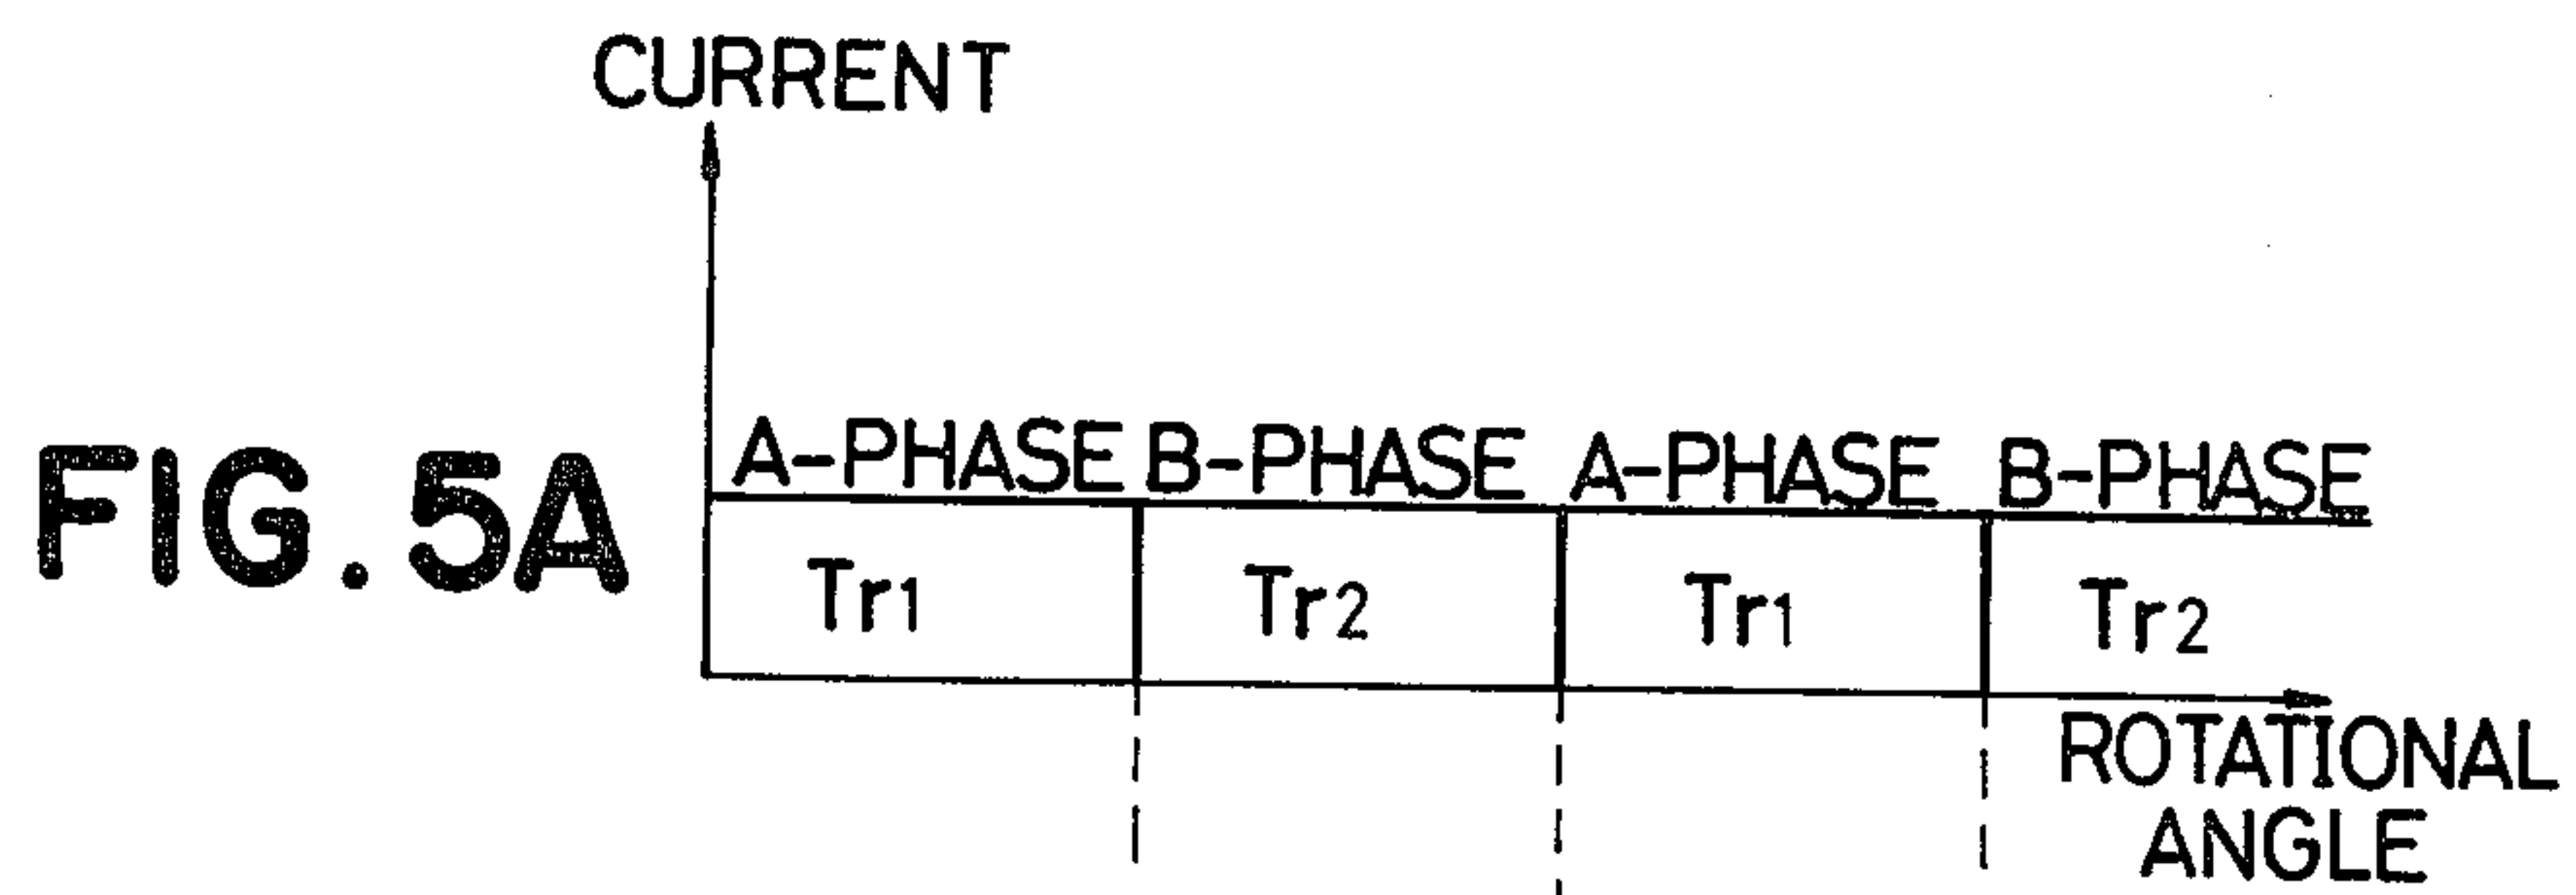 CURRENT
A-PHASE B-PHASE A-PHASE B-PHASE
FIG. 5A
Tr1 Tr2 Tr1 Tr2
ROTATIONAL
ANGLE